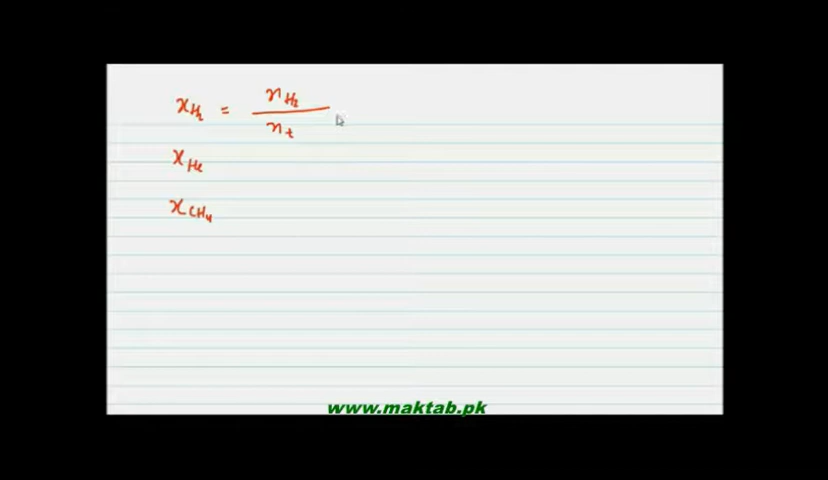 x_H₂ = n_H₂ / n_t
x_He
x_CH₄
www.maktab.pk